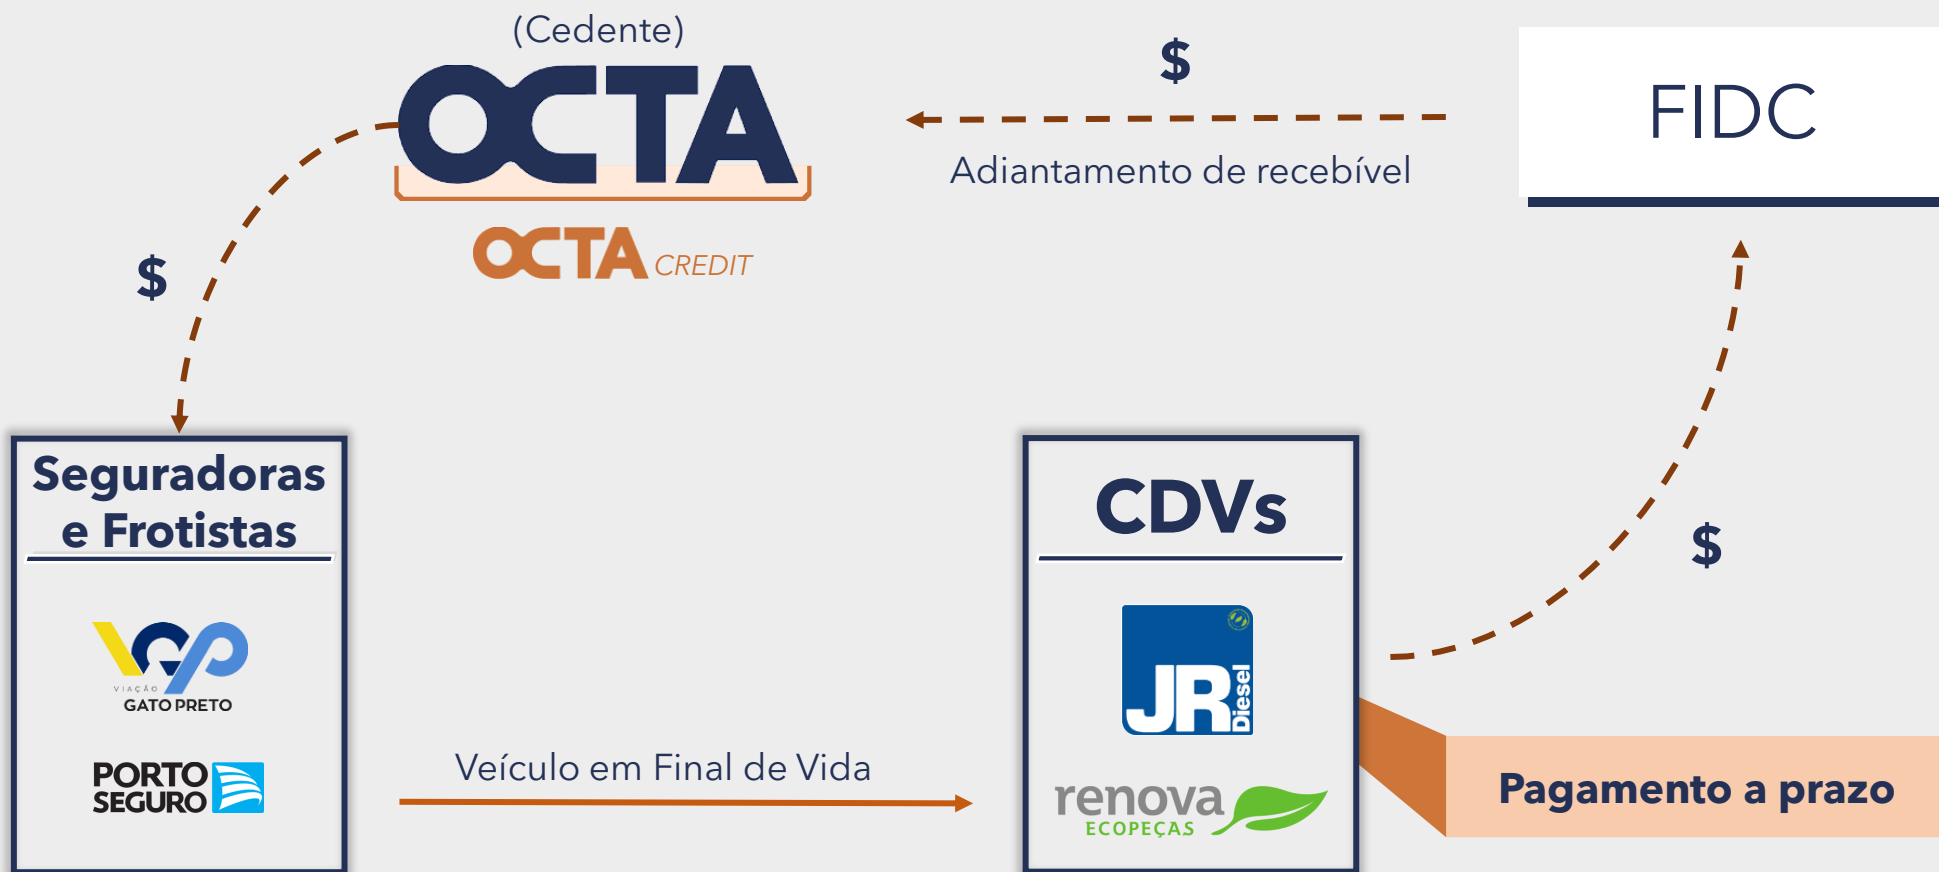 (Cedente)
OCTA
OCTA CREDIT
$
Adiantamento de recebível
FIDC
$
Seguradoras
e Frotistas
VIAÇÃO
GATO PRETO
PORTO
SEGURO
Veículo em Final de Vida
CDVs
JR
Diesel
renova
ECOPEÇAS
$
Pagamento a prazo